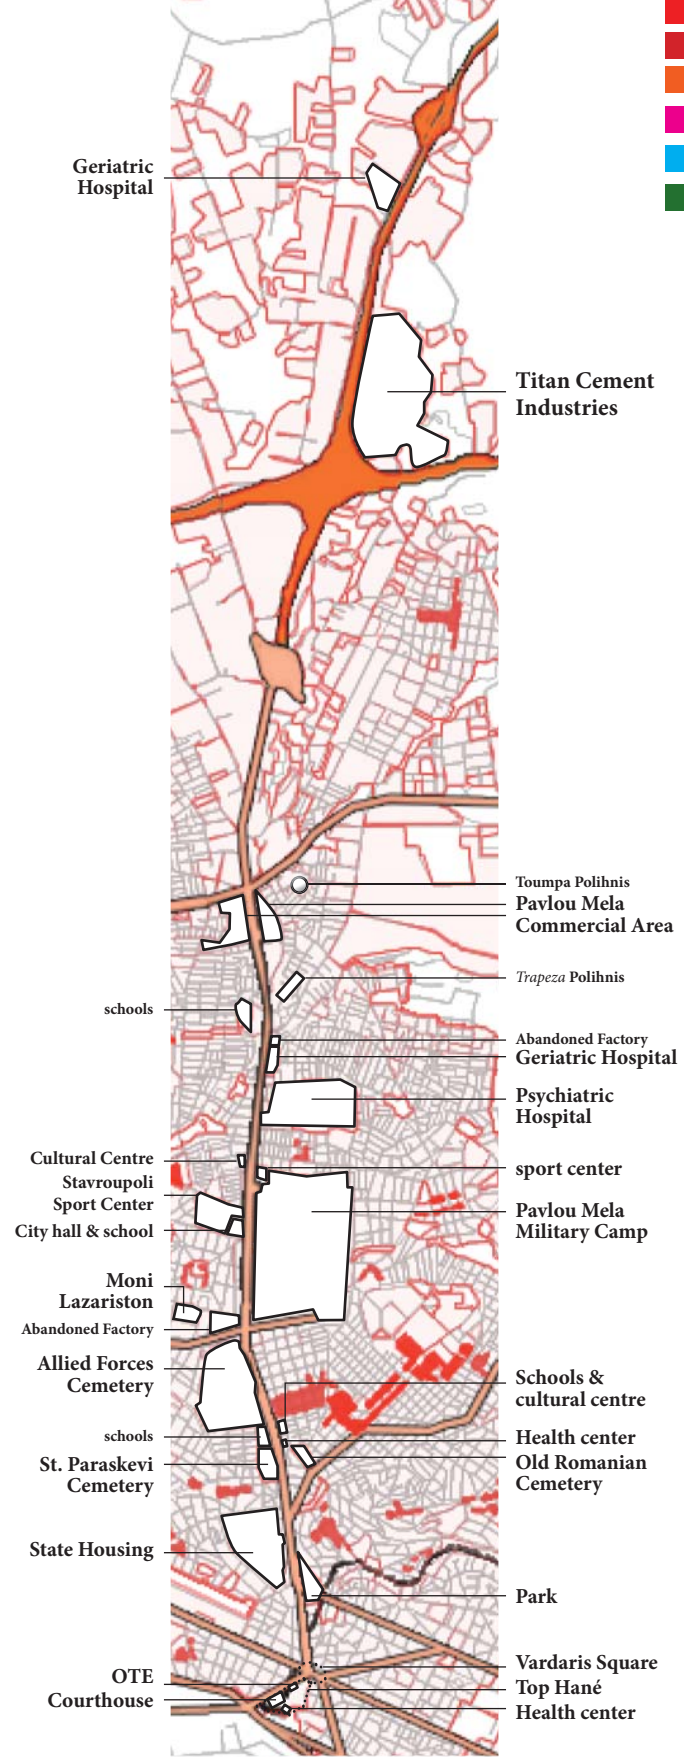 Geriatric
Hospital
Titan Cement
Industries
Toumpa Polihnis
Pavlou Mela
Commercial Area
Trapeza Polihnis
schools
Abandoned Factory
Geriatric Hospital
Psychiatric
Hospital
Cultural Centre
sport center
Stavroupoli
Sport Center
Pavlou Mela
Military Camp
City hall & school
Moni
Lazariston
Abandoned Factory
Allied Forces
Cemetery
Schools &
cultural centre
schools
Health center
St. Paraskevi
Cemetery
Old Romanian
Cemetery
State Housing
Park
Vardaris Square
OTE
Top Hané
Courthouse
Health center